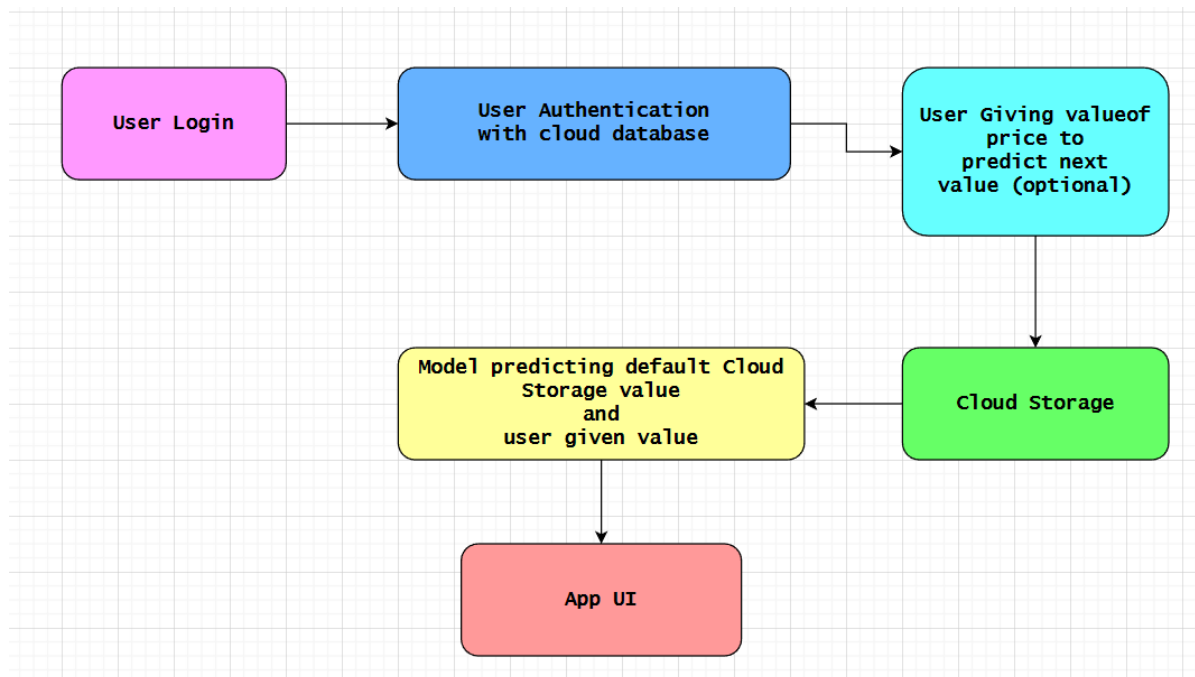 User Login
User Authentication
with cloud database
User Giving valueof
price to
predict next
value (optional)
Model predicting default Cloud
Storage value
and
user given value
Cloud Storage
App UI